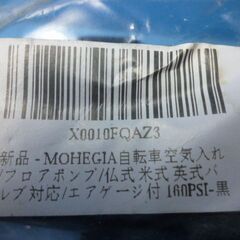 X0010FQAZ3
新品 - MOHEGIA自転車空気入れ
/フロアポンプ/仏式 米式 英式バ
ルブ対応/エアゲージ付 160PSI-黒